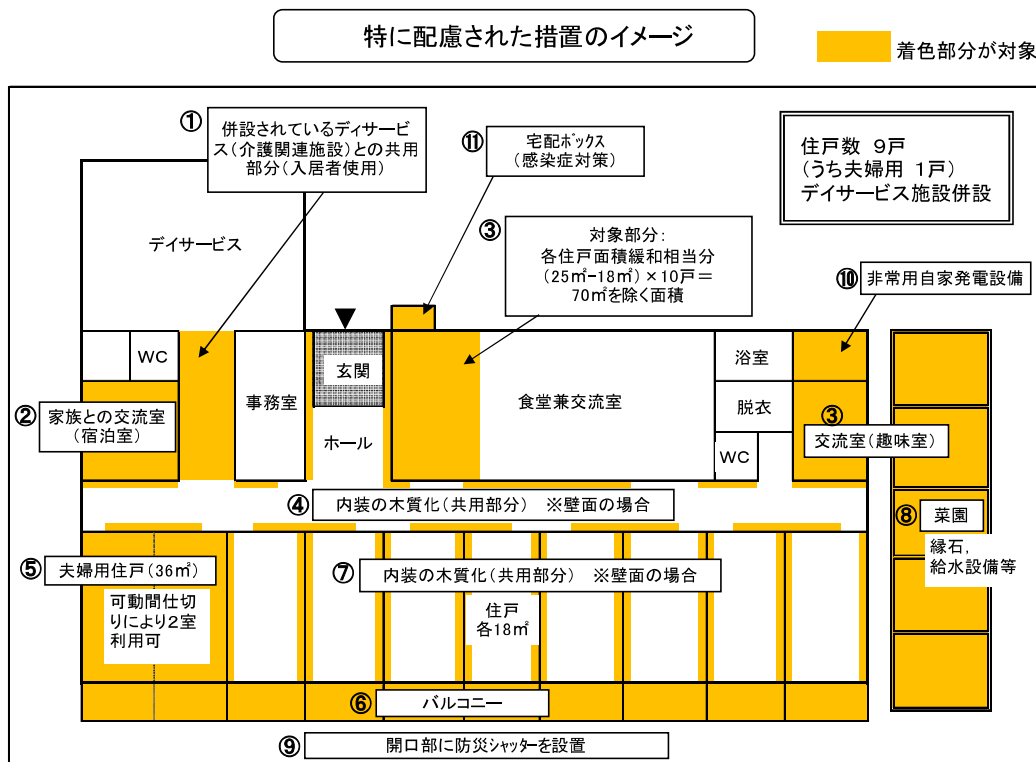 特に配慮された措置のイメージ
着色部分が対象
①
併設されているディサービ
ス(介護関連施設)との共用
部分(入居者使用)
⑪
宅配ボックス
(感染症対策)
住戸数 9戸
(うち夫婦用 1戸)
デイサービス施設併設
③
対象部分:
各住戸面積緩和相当分
(25㎡-18㎡)×10戸=
70㎡を除く面積
デイサービス
⑩
非常用自家発電設備
WC
事務室
玄関
ホール
食堂兼交流室
浴室
脱衣
WC
②
家族との交流室
(宿泊室)
③
交流室(趣味室)
④
内装の木質化(共用部分) ※壁面の場合
⑧
菜園
縁石,
給水設備等
⑤
夫婦用住戸(36㎡)
可動間仕切
りにより2室
利用可
⑦
内装の木質化(共用部分) ※壁面の場合
住戸
各18㎡
⑥
バルコニー
⑨
開口部に防災シャッターを設置